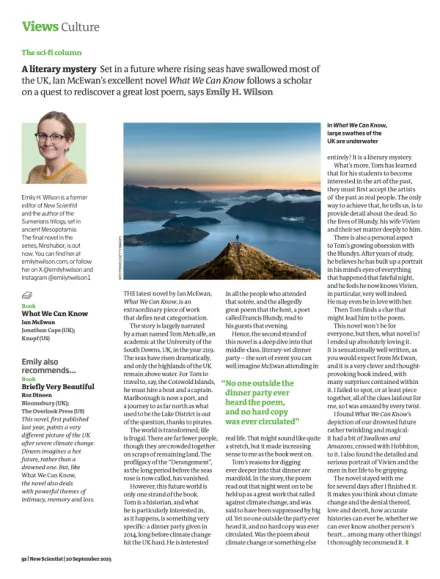 Views Culture
The sci-fi column
A literary mystery Set in a future where rising seas have swallowed most of
the UK, Ian McEwan's excellent novel What We Can Know follows a scholar
on a quest to rediscover a great lost poem, says Emily H. Wilson
In What We Can Know,
large swathes of the
UK are underwater
Emily H. Wilson is a former
editor of New Scientist
and the author of the
Sumerians trilogy, set in
ancient Mesopotamia.
The final novel in the
series, Ninshubar, is out
now. You can find her at
emilyhwilson.com, or follow
her on X @emilyhwilson and
Instagram @emilyhwilson1
Book
What We Can Know
Ian McEwan
Jonathan Cape (UK);
Knopf (US)
Emily also
recommends...
Book
Briefly Very Beautiful
Roz Dineen
Bloomsbury (UK);
The Overlook Press (US)
This novel, first published
last year, paints a very
different picture of the UK
after severe climate change.
Dineen imagines a hot
future, rather than a
drowned one. But, like
What We Can Know,
the novel also deals
with powerful themes of
intimacy, memory and loss.
THE latest novel by Ian McEwan,
What We Can Know, is an
extraordinary piece of work
that defies neat categorisation.
The story is largely narrated
by a man named Tom Metcalfe, an
academic at the University of the
South Downs, UK, in the year 2119.
The seas have risen dramatically,
and only the highlands of the UK
remain above water. For Tom to
travel to, say, the Cotswold Islands,
he must hire a boat and a captain.
Marlborough is now a port, and
a journey to as far north as what
used to be the Lake District is out
of the question, thanks to pirates.
The world is transformed; life
is frugal. There are far fewer people,
though they are crowded together
on scraps of remaining land. The
profligacy of the "Derangement",
as the long period before the seas
rose is now called, has vanished.
However, this future world is
only one strand of the book.
Tom is a historian, and what
he is particularly interested in,
as it happens, is something very
specific: a dinner party given in
2014, long before climate change
hit the UK hard. He is interested
in all the people who attended
that soirée, and the allegedly
great poem that the host, a poet
called Francis Blundy, read to
his guests that evening.
Hence, the second strand of
this novel is a deep dive into that
middle-class, literary-set dinner
party – the sort of event you can
well imagine McEwan attending in
"No one outside the
dinner party ever
heard the poem,
and no hard copy
was ever circulated"
real life. That might sound like quite
a stretch, but it made increasing
sense to me as the book went on.
Tom's reasons for digging
ever deeper into that dinner are
manifold. In the story, the poem
read out that night went on to be
held up as a great work that railed
against climate change, and was
said to have been suppressed by big
oil. Yet no one outside the party ever
heard it, and no hard copy was ever
circulated. Was the poem about
climate change or something else
entirely? It is a literary mystery.
What's more, Tom has learned
that for his students to become
interested in the art of the past,
they must first accept the artists
of the past as real people. The only
way to achieve that, he tells us, is to
provide detail about the dead. So
the lives of Blundy, his wife Vivien
and their set matter deeply to him.
There is also a personal aspect
to Tom's growing obsession with
the Blundys. After years of study,
he believes he has built up a portrait
in his mind's eyes of everything
that happened that fateful night,
and he feels he now knows Vivien,
in particular, very well indeed.
He may even be in love with her.
Then Tom finds a clue that
might lead to the poem.
This novel won't be for
everyone, but then, what novel is?
I ended up absolutely loving it.
It is sensationally well written, as
you would expect from McEwan,
and it is a very clever and thought-
provoking book indeed, with
many surprises contained within
it. I failed to spot, or at least piece
together, all of the clues laid out for
me, so I was amazed by every twist.
I found What We Can Know's
depiction of our drowned future
rather twinkling and magical:
it had a bit of Swallows and
Amazons, crossed with Hobbiton,
to it. I also found the detailed and
serious portrait of Vivien and the
men in her life to be gripping.
The novel stayed with me
for several days after I finished it.
It makes you think about climate
change and the denial thereof,
love and deceit, how accurate
histories can ever be, whether we
can ever know another person's
heart... among many other things!
I thoroughly recommend it.
92 | New Scientist | 20 September 2025